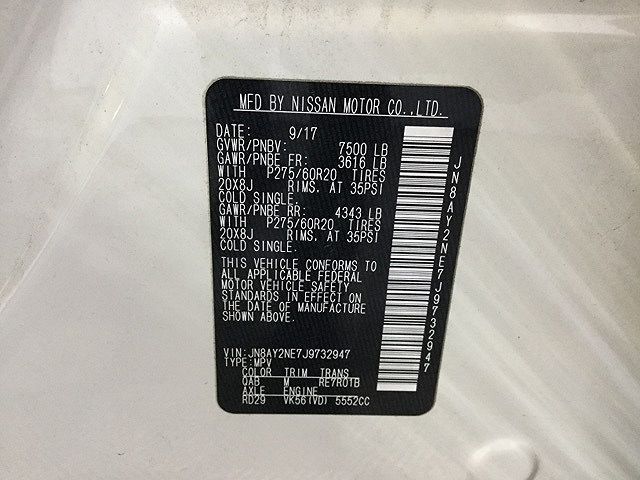 MFD BY NISSAN MOTOR CO.,LTD.
DATE: 9/17
GVWR/PNBV: 7500 LB
GAWR/PNBE FR: 3616 LB
WITH P275/60R20 TIRES
20X8J RIMS, AT 35PSI
COLD SINGLE.
GAWR/PNBE RR: 4343 LB
WITH P275/60R20 TIRES
20X8J RIMS, AT 35PSI
COLD SINGLE.
THIS VEHICLE CONFORMS TO
ALL APPLICABLE FEDERAL
MOTOR VEHICLE SAFETY
STANDARDS IN EFFECT ON
THE DATE OF MANUFACTURE
SHOWN ABOVE.
VIN:JN8AY2NE7J9732947
TYPE:MPV
COLOR TRIM TRANS
QAB M RE7R01B
AXLE ENGINE
RD29 VK56(VD) 5552CC
JN8AY2NE7J9732947